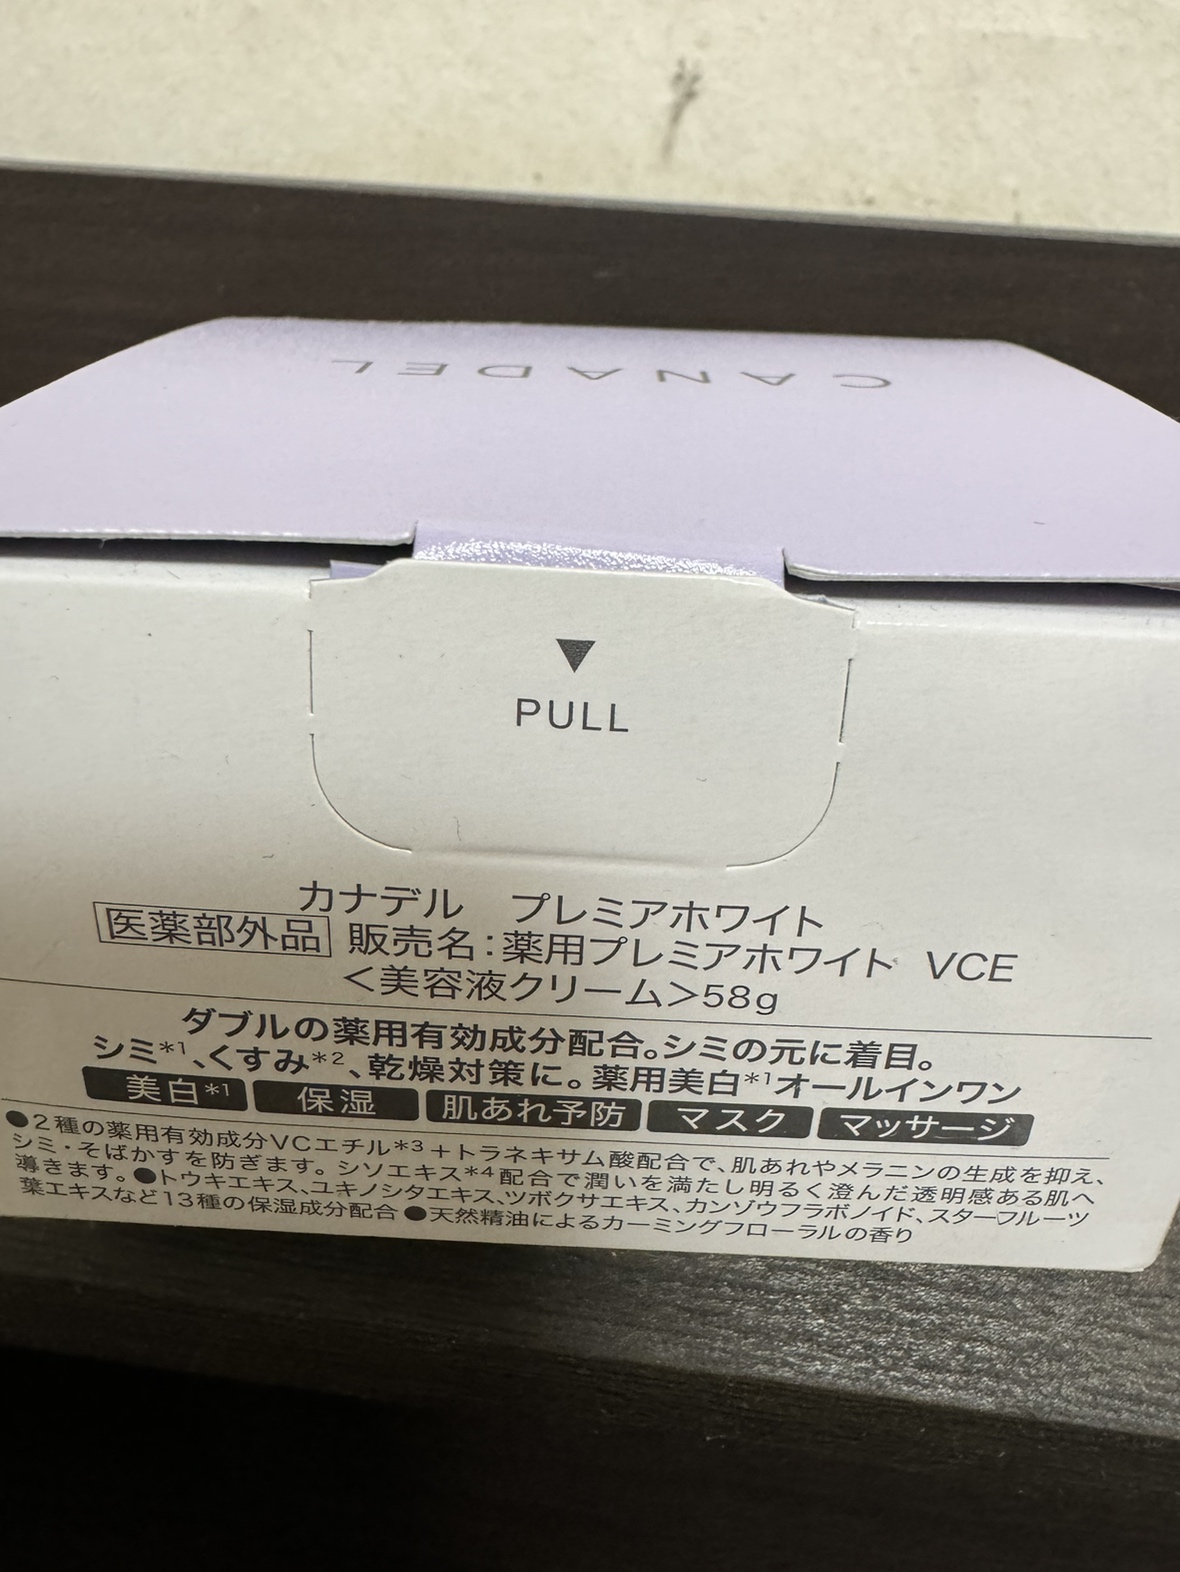 CANADEL
▼
PULL
カナデル プレミアホワイト
医薬部外品 販売名:薬用プレミアホワイト VCE
<美容液クリーム>58g
ダブルの薬用有効成分配合。シミの元に着目。
シミ*1、くすみ*2、乾燥対策に。薬用美白*1オールインワン
美白*1 保湿 肌あれ予防 マスク マッサージ
●2種の薬用有効成分VCエチル*3+トラネキサム酸配合で、肌あれやメラニンの生成を抑え、
シミ・そばかすを防ぎます。シソエキス*4配合で潤いを満たし明るく澄んだ透明感ある肌へ
導きます。●トウキエキス、ユキノシタエキス、ツボクサエキス、カンゾウフラボノイド、スターフルーツ
葉エキスなど13種の保湿成分配合●天然精油によるカーミングフローラルの香り